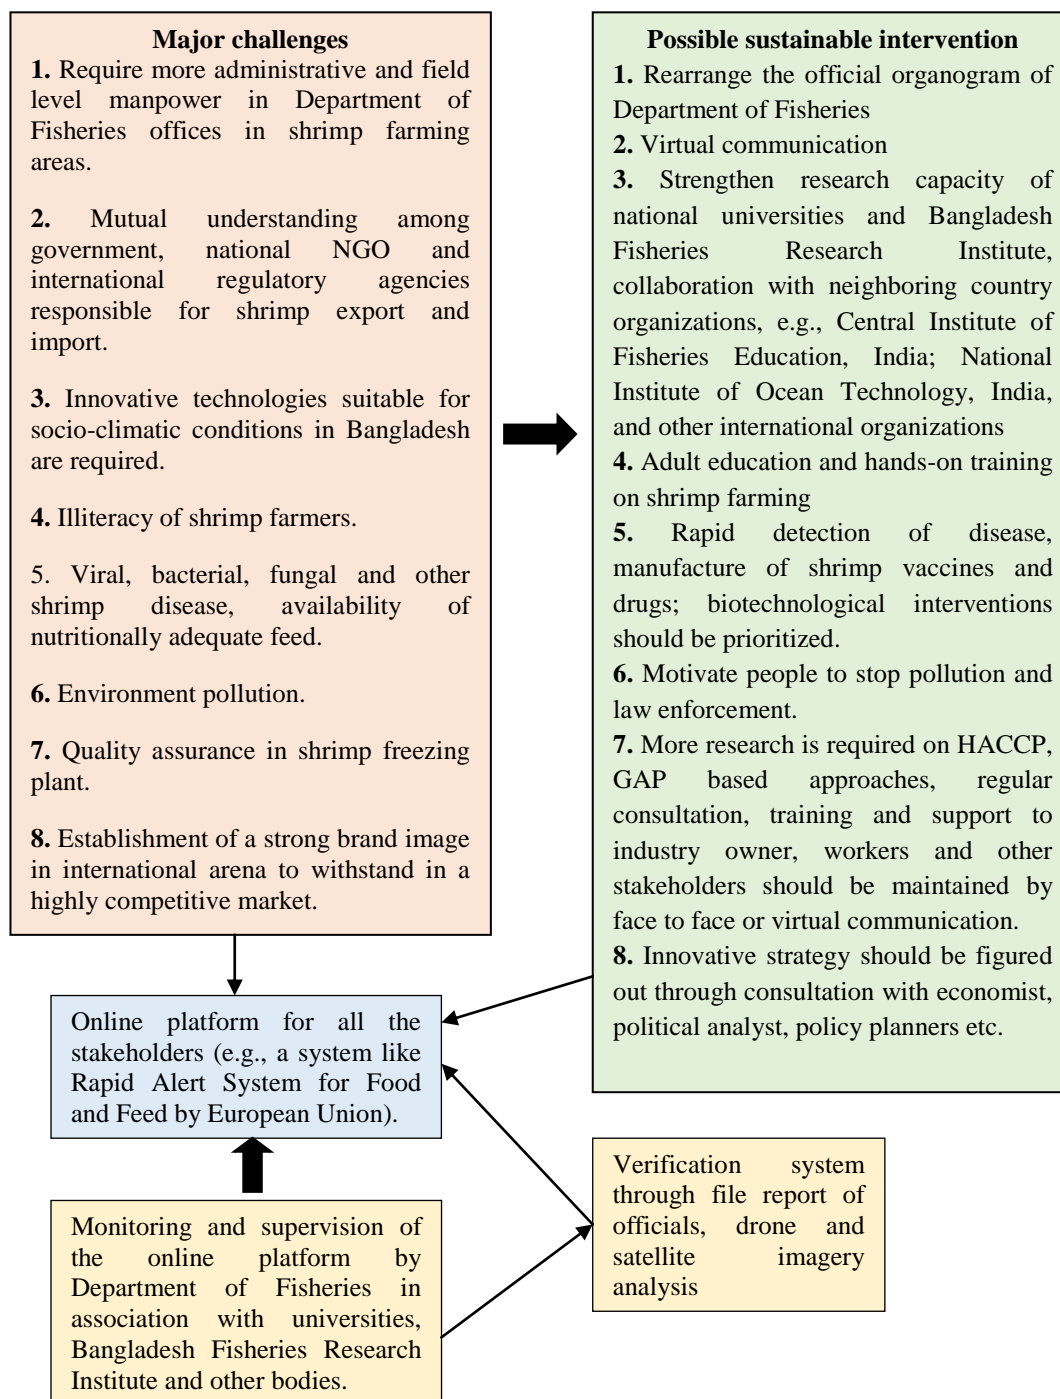 Major challenges
1. Require more administrative and field
level manpower in Department of
Fisheries offices in shrimp farming
areas.
2. Mutual understanding among
government, national NGO and
international regulatory agencies
responsible for shrimp export and
import.
3. Innovative technologies suitable for
socio-climatic conditions in Bangladesh
are required.
4. Illiteracy of shrimp farmers.
5. Viral, bacterial, fungal and other
shrimp disease, availability of
nutritionally adequate feed.
6. Environment pollution.
7. Quality assurance in shrimp freezing
plant.
8. Establishment of a strong brand image
in international arena to withstand in a
highly competitive market.
Possible sustainable intervention
1. Rearrange the official organogram of
Department of Fisheries
2. Virtual communication
3. Strengthen research capacity of
national universities and Bangladesh
Fisheries Research Institute,
collaboration with neighboring country
organizations, e.g., Central Institute of
Fisheries Education, India; National
Institute of Ocean Technology, India,
and other international organizations
4. Adult education and hands-on training
on shrimp farming
5. Rapid detection of disease,
manufacture of shrimp vaccines and
drugs; biotechnological interventions
should be prioritized.
6. Motivate people to stop pollution and
law enforcement.
7. More research is required on HACCP,
GAP based approaches, regular
consultation, training and support to
industry owner, workers and other
stakeholders should be maintained by
face to face or virtual communication.
8. Innovative strategy should be figured
out through consultation with economist,
political analyst, policy planners etc.
Online platform for all the
stakeholders (e.g., a system like
Rapid Alert System for Food
and Feed by European Union).
Verification system
through file report of
officials, drone and
satellite imagery
analysis
Monitoring and supervision of
the online platform by
Department of Fisheries in
association with universities,
Bangladesh Fisheries Research
Institute and other bodies.